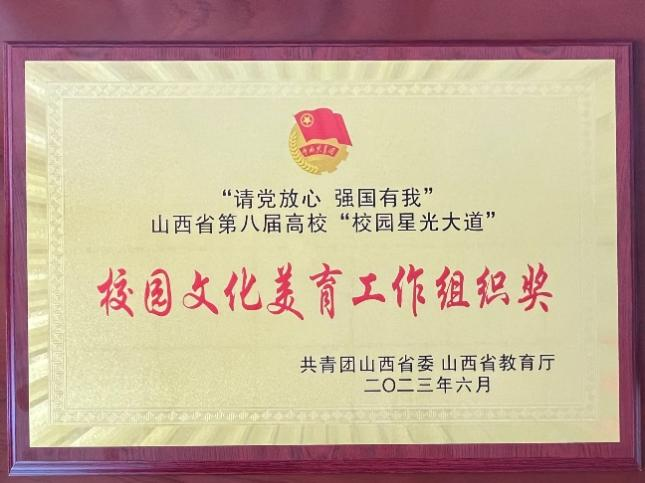 “请党放心 强国有我”
山西省第八届高校“校园星光大道”
校园文化美育工作组织奖
共青团山西省委 山西省教育厅
二〇二三年六月